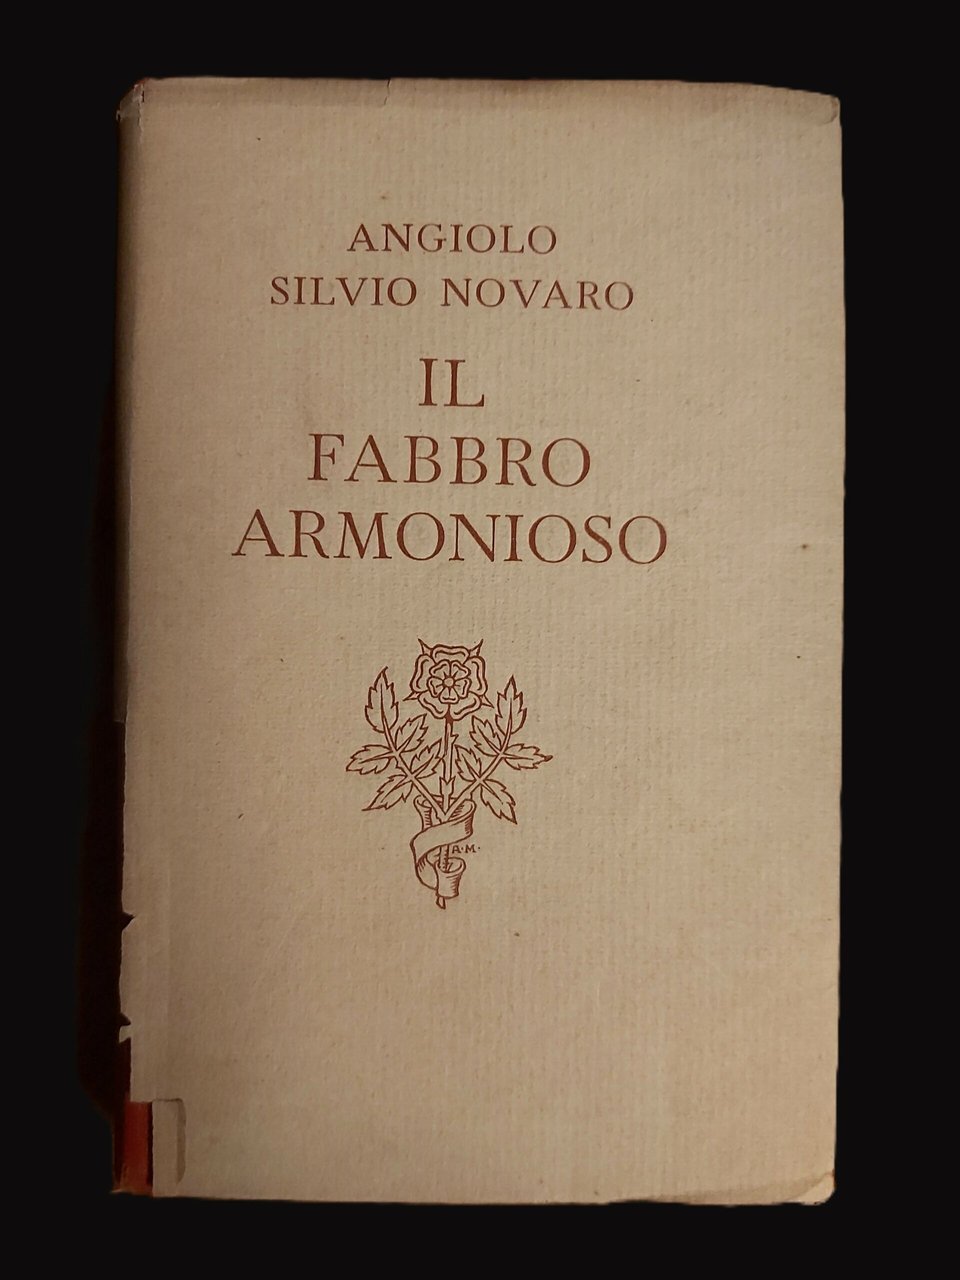 ANGIOLO
SILVIO NOVARO
IL
FABBRO
ARMONIOSO
A·M·